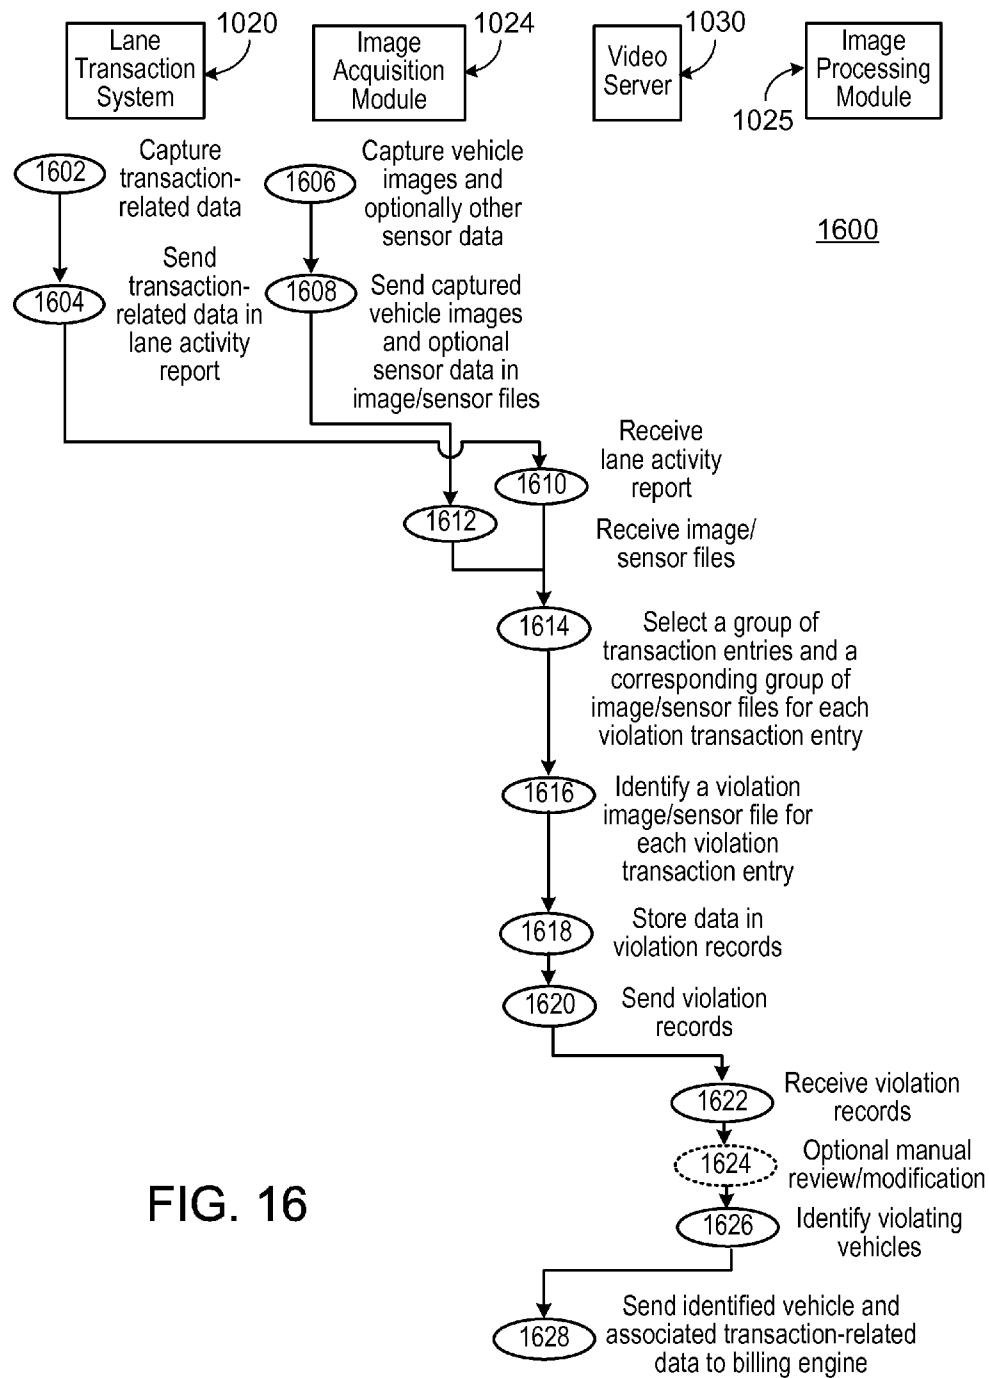 1020
1024
1030
1025
Lane
Transaction
System
Image
Acquisition
Module
Video
Server
Image
Processing
Module
1602
Capture
transaction-
related data
1606
Capture vehicle
images and
optionally other
sensor data
1600
1604
Send
transaction-
related data in
lane activity
report
1608
Send captured
vehicle images
and optional
sensor data in
image/sensor files
1610
Receive
lane activity
report
1612
Receive image/
sensor files
1614
Select a group of
transaction entries and a
corresponding group of
image/sensor files for each
violation transaction entry
1616
Identify a violation
image/sensor file for
each violation
transaction entry
1618
Store data in
violation records
1620
Send violation
records
1622
Receive violation
records
1624
Optional manual
review/modification
1626
Identify violating
vehicles
1628
Send identified vehicle and
associated transaction-related
data to billing engine
FIG. 16